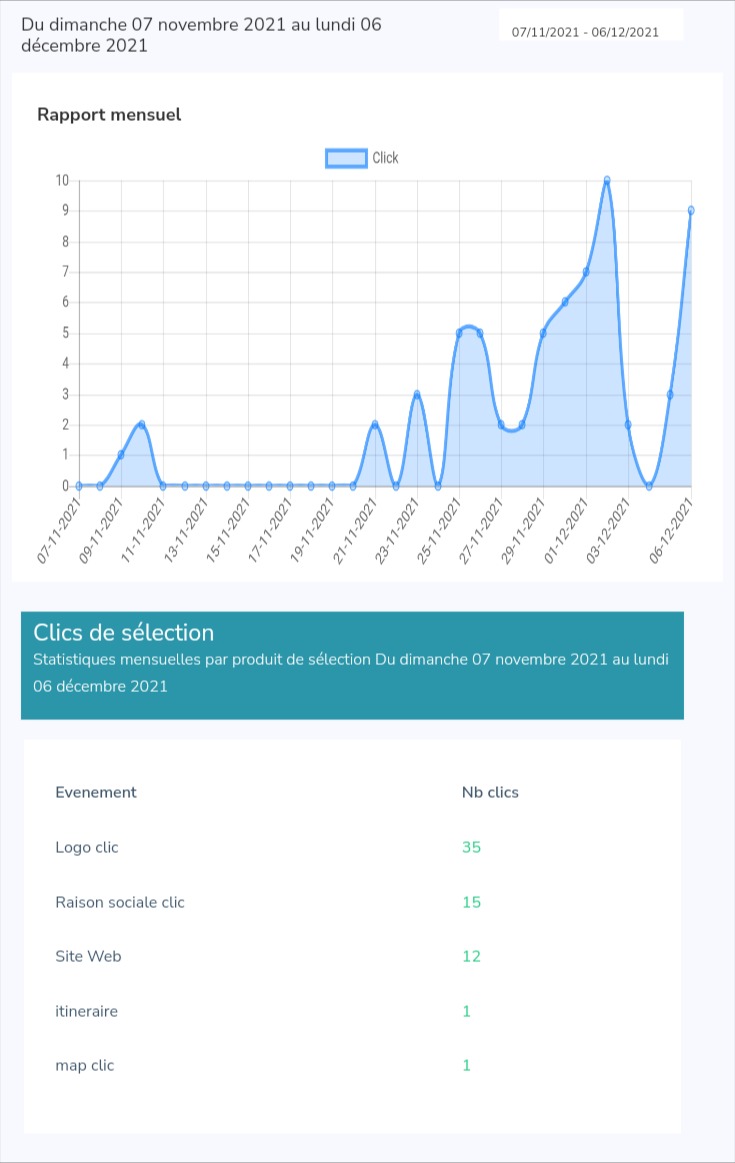 Du dimanche 07 novembre 2021 au lundi 06
décembre 2021
07/11/2021 - 06/12/2021
Rapport mensuel
Click
10
9
8
7
6
5
4
3
2
1
0
07-11-2021
09-11-2021
11-11-2021
13-11-2021
15-11-2021
17-11-2021
19-11-2021
21-11-2021
23-11-2021
25-11-2021
27-11-2021
29-11-2021
01-12-2021
03-12-2021
06-12-2021
Clics de sélection
Statistiques mensuelles par produit de sélection Du dimanche 07 novembre 2021 au lundi
06 décembre 2021
Evenement Nb clics
Logo clic 35
Raison sociale clic 15
Site Web 12
itineraire 1
map clic 1